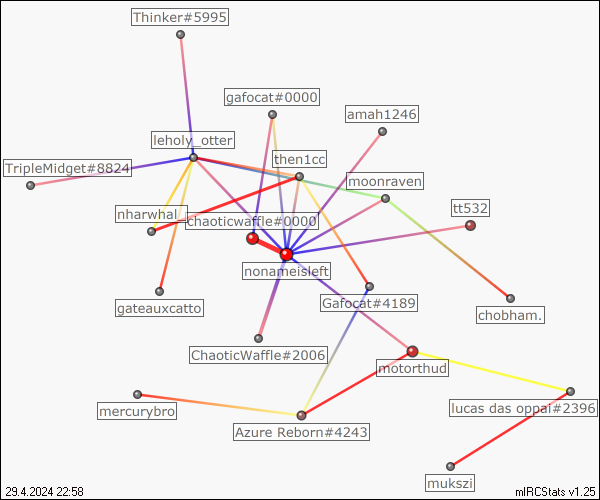 Thinker#5995
gafocat#0000
amah1246
leholy_otter
then1cc
TripleMidget#8824
moonraven
nharwhal_
chaoticwaffle#0000
tt532
nonameisleft
Gafocat#4189
gateauxcatto
chobham.
ChaoticWaffle#2006
motorthud
mercurybro
lucas das oppai#2396
Azure Reborn#4243
mukszi
29.4.2024 22:58
mIRCStats v1.25